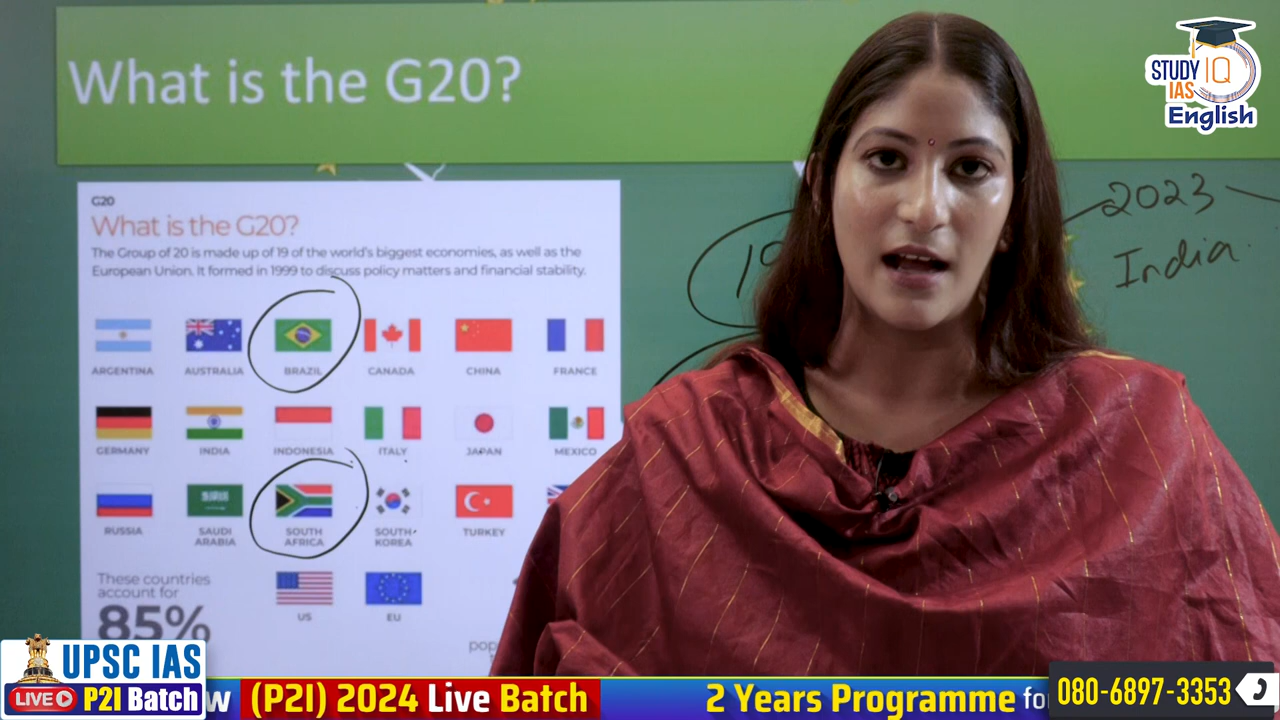 What is the G20?
STUDY IQ
IAS
English
G20
What is the G20?
The Group of 20 is made up of 19 of the world's biggest economies, as well as the
European Union. It formed in 1999 to discuss policy matters and financial stability.
2023
India
ARGENTINA AUSTRALIA BRAZIL CANADA CHINA FRANCE
GERMANY INDIA INDONESIA ITALY JAPAN MEXICO
RUSSIA SAUDI ARABIA SOUTH AFRICA SOUTH KOREA TURKEY
US EU
These countries
account for
85%
UPSC IAS
LIVE P2I Batch
(P2I) 2024 Live Batch 2 Years Programme
080-6897-3353